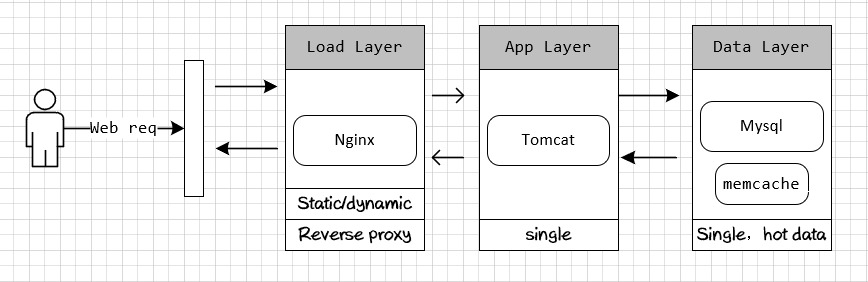 Web req
Load Layer
Nginx
Static/dynamic
Reverse proxy
App Layer
Tomcat
single
Data Layer
Mysql
memcache
Single, hot data